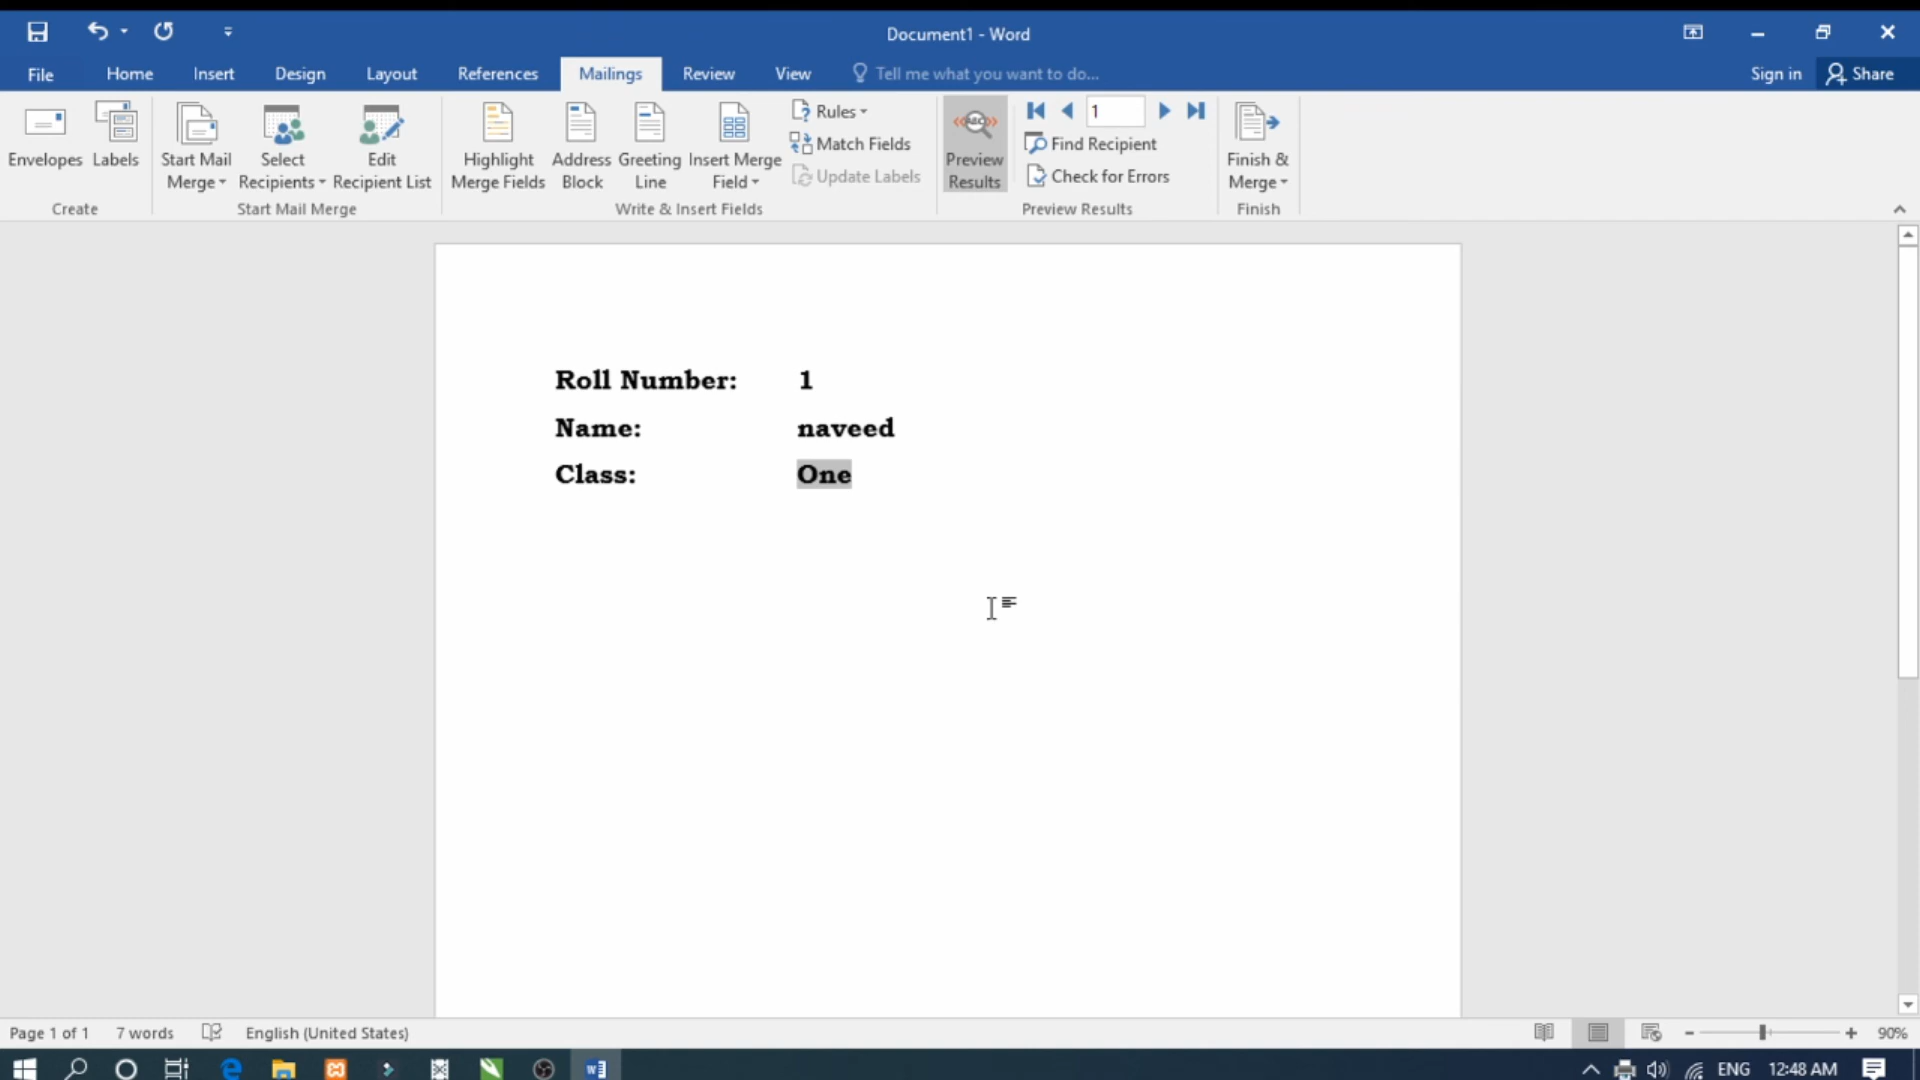 Document1 - Word
File Home Insert Design Layout References Mailings Review View Tell me what you want to do... Sign in Share
Envelopes Labels Start Mail Merge Select Recipients Edit Recipient List Highlight Merge Fields Address Block Greeting Line Insert Merge Field Rules Match Fields Update Labels Preview Results ABC 1 Find Recipient Check for Errors Finish & Merge
Create Start Mail Merge Write & Insert Fields Preview Results Finish
Roll Number: 1
Name: naveed
Class: One
Page 1 of 1 7 words English (United States) 90%
ENG 12:48 AM